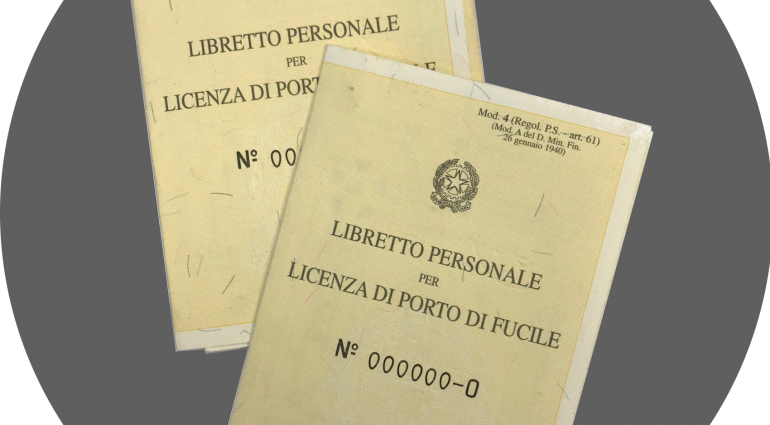 LIBRETTO PERSONALE
PER
LICENZA DI PORT
Nº 00
Mod. 4 (Regol. P.S. - art. 61)
(Mod. A del D. Min. Fin.
26 gennaio 1940)
LIBRETTO PERSONALE
PER
LICENZA DI PORTO DI FUCILE
Nº 000000-0